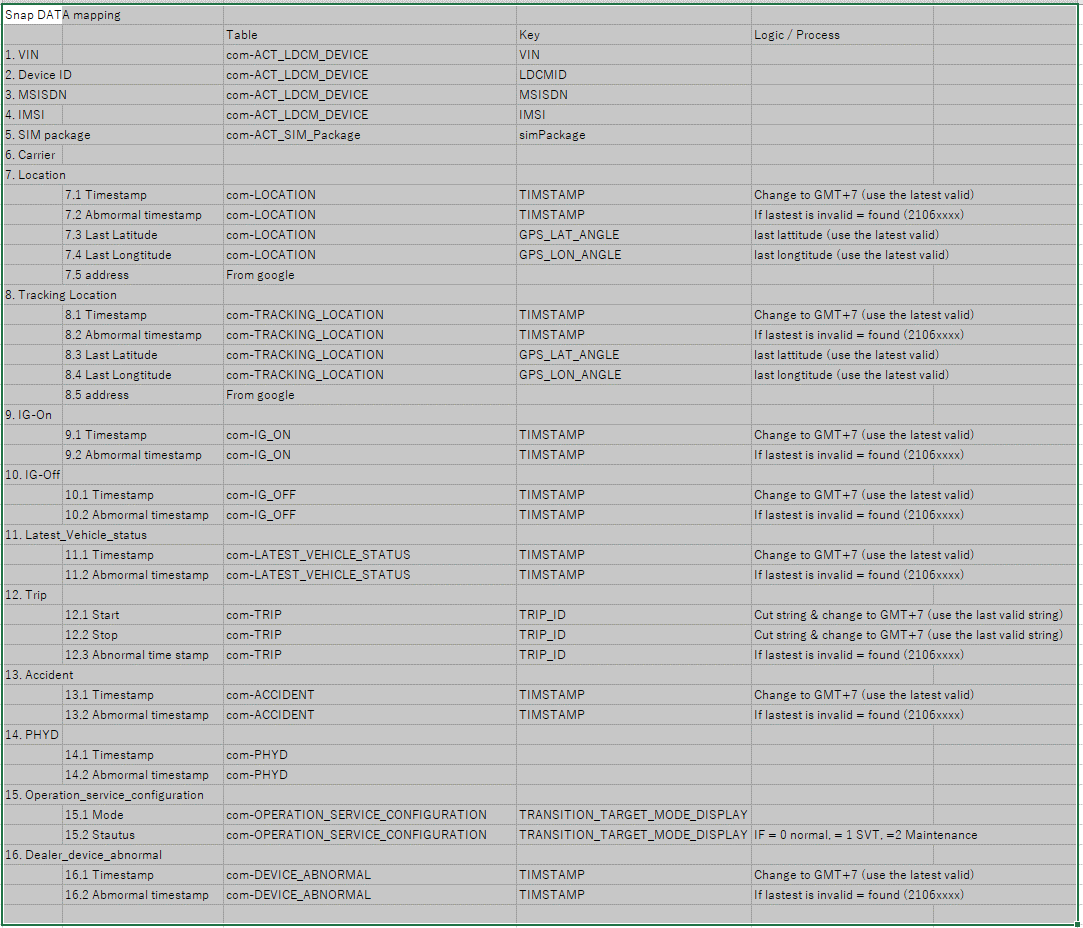 Snap DATA mapping
Table Key Logic / Process
1. VIN com-ACT_LDCM_DEVICE VIN
2. Device ID com-ACT_LDCM_DEVICE LDCMID
3. MSISDN com-ACT_LDCM_DEVICE MSISDN
4. IMSI com-ACT_LDCM_DEVICE IMSI
5. SIM package com-ACT_SIM_Package simPackage
6. Carrier
7. Location
7.1 Timestamp com-LOCATION TIMSTAMP Change to GMT+7 (use the latest valid)
7.2 Abmormal timestamp com-LOCATION TIMSTAMP If lastest is invalid = found (2106xxxx)
7.3 Last Latitude com-LOCATION GPS_LAT_ANGLE last lattitude (use the latest valid)
7.4 Last Longtitude com-LOCATION GPS_LON_ANGLE last longtitude (use the latest valid)
7.5 address From google
8. Tracking Location
8.1 Timestamp com-TRACKING_LOCATION TIMSTAMP Change to GMT+7 (use the latest valid)
8.2 Abmormal timestamp com-TRACKING_LOCATION TIMSTAMP If lastest is invalid = found (2106xxxx)
8.3 Last Latitude com-TRACKING_LOCATION GPS_LAT_ANGLE last lattitude (use the latest valid)
8.4 Last Longtitude com-TRACKING_LOCATION GPS_LON_ANGLE last longtitude (use the latest valid)
8.5 address From google
9. IG-On
9.1 Timestamp com-IG_ON TIMSTAMP Change to GMT+7 (use the latest valid)
9.2 Abmormal timestamp com-IG_ON TIMSTAMP If lastest is invalid = found (2106xxxx)
10. IG-Off
10.1 Timestamp com-IG_OFF TIMSTAMP Change to GMT+7 (use the latest valid)
10.2 Abmormal timestamp com-IG_OFF TIMSTAMP If lastest is invalid = found (2106xxxx)
11. Latest_Vehicle_status
11.1 Timestamp com-LATEST_VEHICLE_STATUS TIMSTAMP Change to GMT+7 (use the latest valid)
11.2 Abmormal timestamp com-LATEST_VEHICLE_STATUS TIMSTAMP If lastest is invalid = found (2106xxxx)
12. Trip
12.1 Start com-TRIP TRIP_ID Cut string & change to GMT+7 (use the last valid string)
12.2 Stop com-TRIP TRIP_ID Cut string & change to GMT+7 (use the last valid string)
12.3 Abnormal time stamp com-TRIP TRIP_ID If lastest is invalid = found (2106xxxx)
13. Accident
13.1 Timestamp com-ACCIDENT TIMSTAMP Change to GMT+7 (use the latest valid)
13.2 Abmormal timestamp com-ACCIDENT TIMSTAMP If lastest is invalid = found (2106xxxx)
14. PHYD
14.1 Timestamp com-PHYD
14.2 Abmormal timestamp com-PHYD
15. Operation_service_configuration
15.1 Mode com-OPERATION_SERVICE_CONFIGURATION TRANSITION_TARGET_MODE_DISPLAY
15.2 Stautus com-OPERATION_SERVICE_CONFIGURATION TRANSITION_TARGET_MODE_DISPLAY IF = 0 normal, = 1 SVT, =2 Maintenance
16. Dealer_device_abnormal
16.1 Timestamp com-DEVICE_ABNORMAL TIMSTAMP Change to GMT+7 (use the latest valid)
16.2 Abmormal timestamp com-DEVICE_ABNORMAL TIMSTAMP If lastest is invalid = found (2106xxxx)